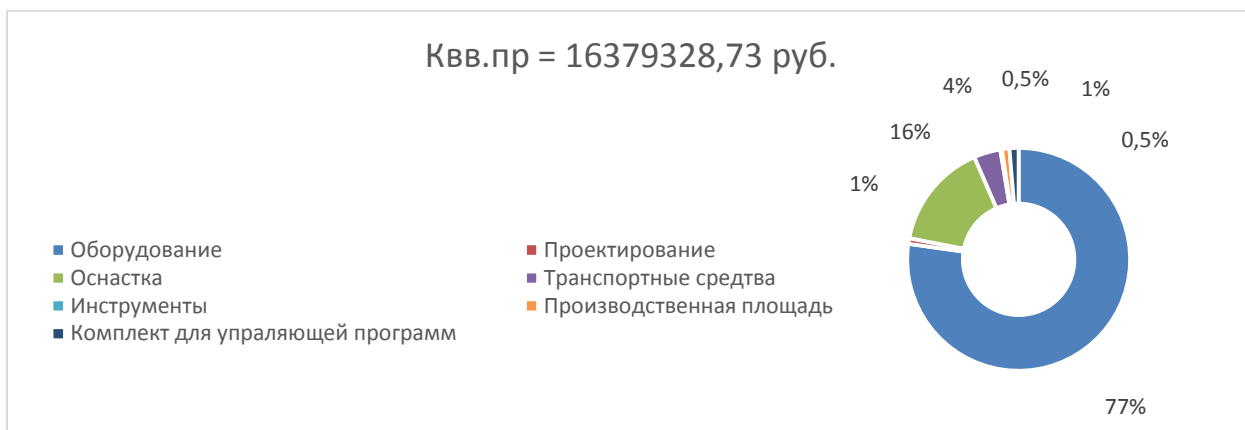 Квв.пр = 16379328,73 руб.
4%
0,5%
1%
16%
0,5%
1%
Оборудование
Проектирование
Оснастка
Транспортные средтва
Инструменты
Производственная площадь
Комплект для упраляющей программ
77%